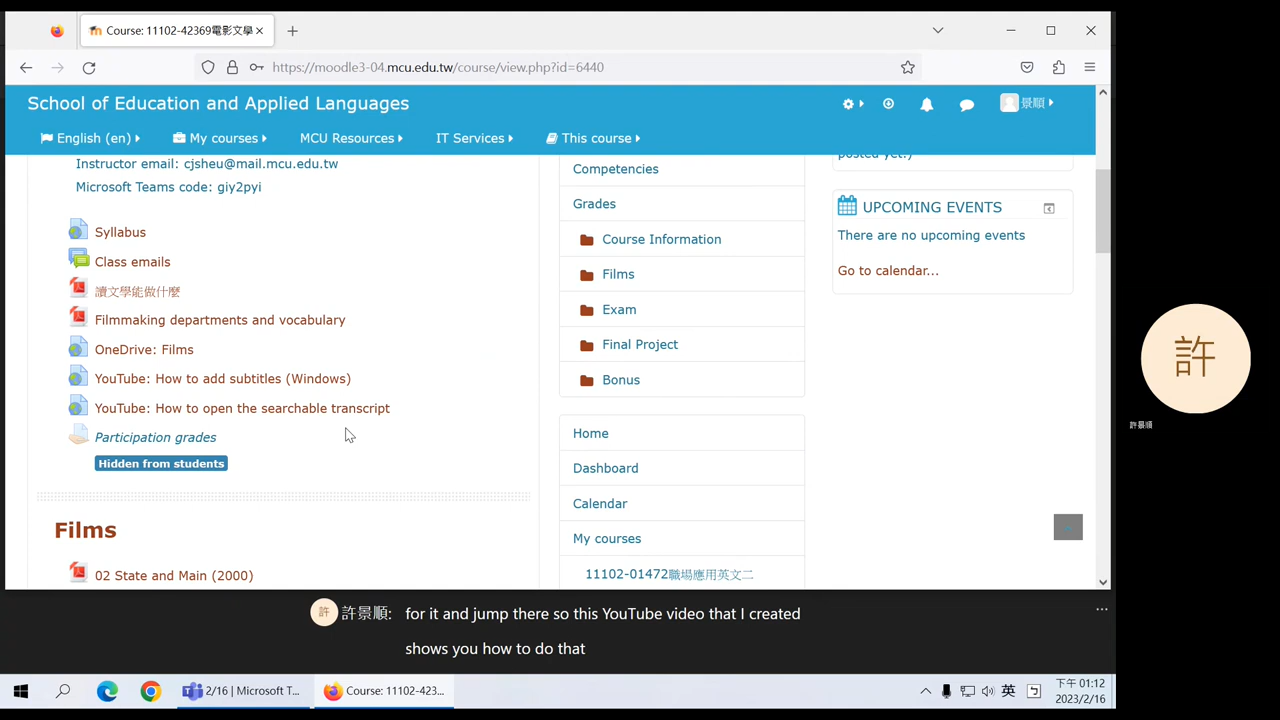 Course: 11102-42369電影文學
https://moodle3-04.mcu.edu.tw/course/view.php?id=6440
School of Education and Applied Languages
景順
English (en)
My courses
MCU Resources
IT Services
This course
Instructor email: cjsheu@mail.mcu.edu.tw
Microsoft Teams code: giy2pyi
Syllabus
Class emails
讀文學能做什麼
Filmmaking departments and vocabulary
OneDrive: Films
YouTube: How to add subtitles (Windows)
YouTube: How to open the searchable transcript
Participation grades
Hidden from students
Films
02 State and Main (2000)
Competencies
Grades
Course Information
Films
Exam
Final Project
Bonus
Home
Dashboard
Calendar
My courses
11102-01472職場應用英文二
posted yet.)
UPCOMING EVENTS
There are no upcoming events
Go to calendar...
許
許景順
許
許景順:
for it and jump there so this YouTube video that I created
shows you how to do that
2/16 | Microsoft T...
Course: 11102-423...
英
下午 01:12
2023/2/16